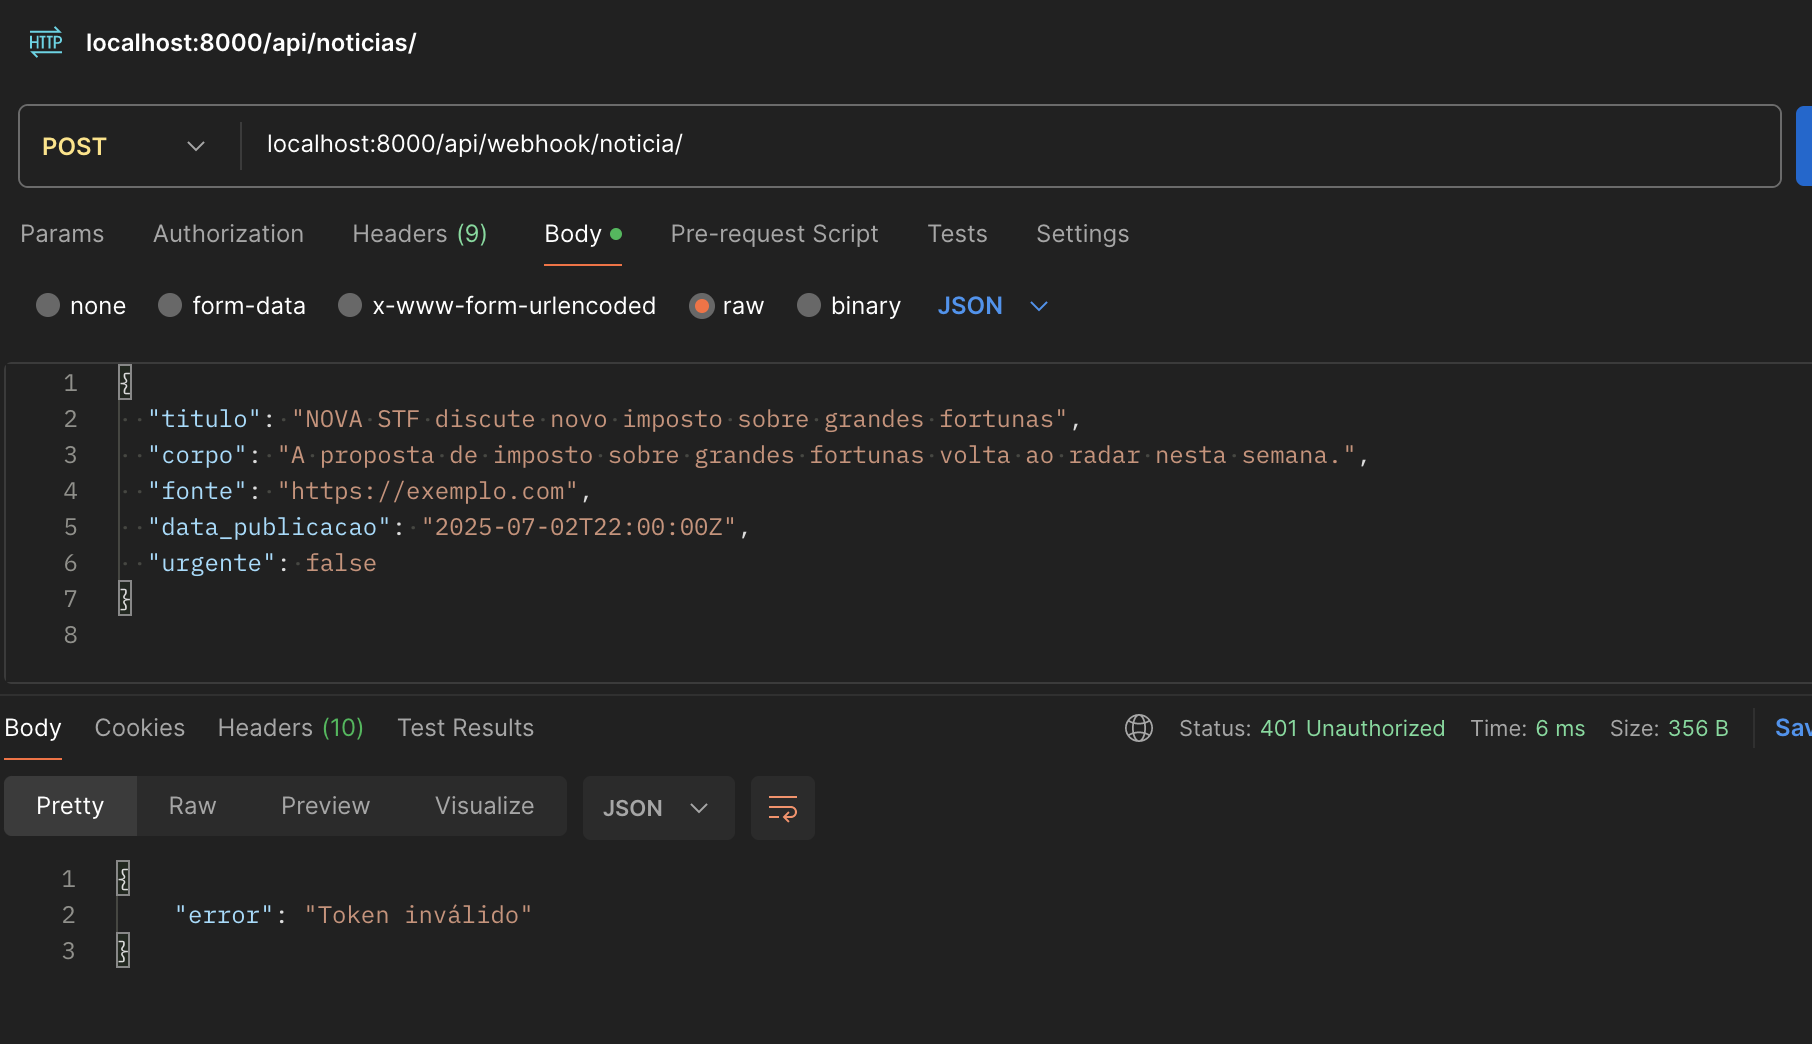 HTTP localhost:8000/api/noticias/
POST localhost:8000/api/webhook/noticia/
Params Authorization Headers (9) Body Pre-request Script Tests Settings
none form-data x-www-form-urlencoded raw binary JSON
1 {
2 "titulo": "NOVA STF discute novo imposto sobre grandes fortunas",
3 "corpo": "A proposta de imposto sobre grandes fortunas volta ao radar nesta semana.",
4 "fonte": "https://exemplo.com",
5 "data_publicacao": "2025-07-02T22:00:00Z",
6 "urgente": false
7 }
8
Body Cookies Headers (10) Test Results Status: 401 Unauthorized Time: 6 ms Size: 356 B Sav
Pretty Raw Preview Visualize JSON
1 {
2 "error": "Token inválido"
3 }